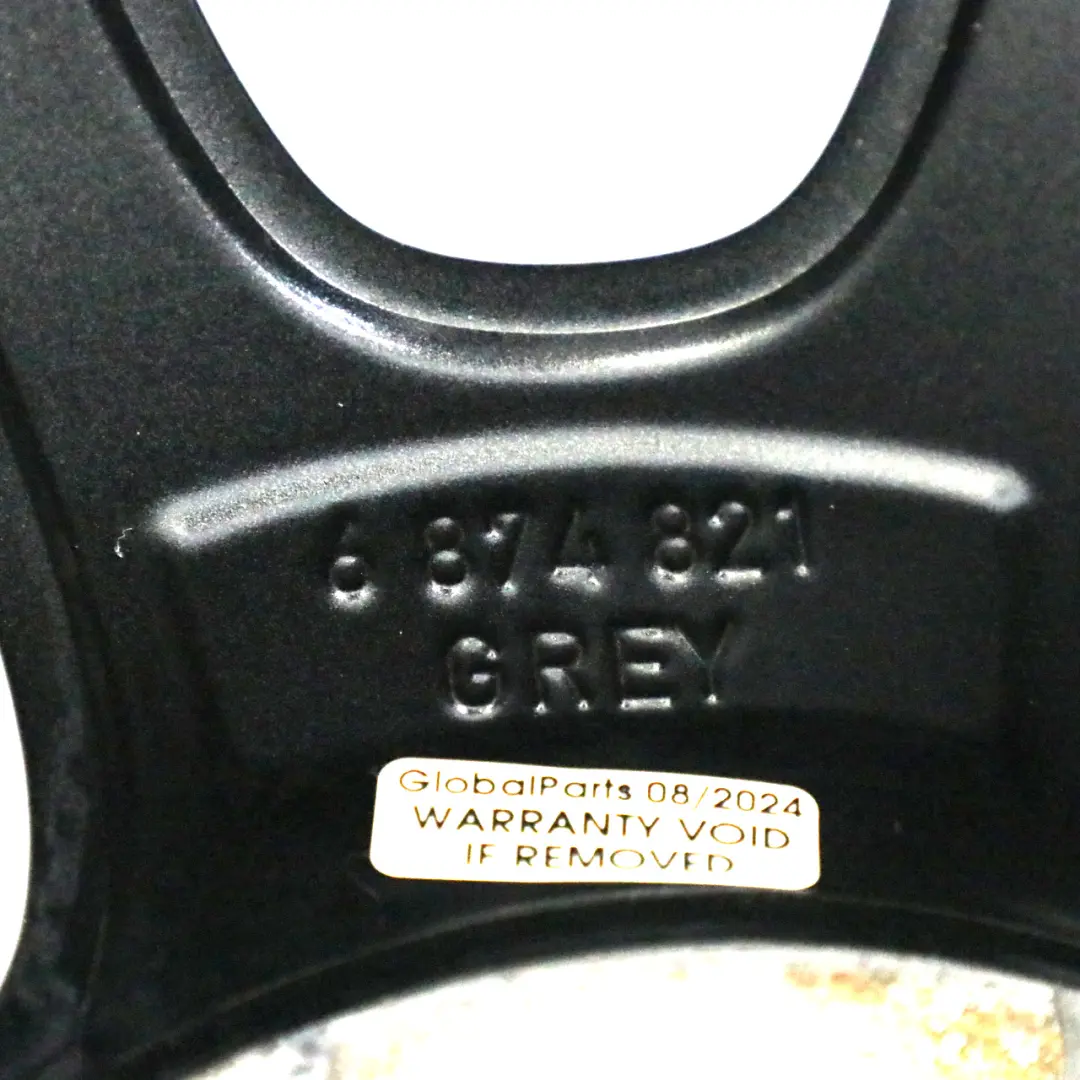 6 874 821
GREY
GlobalParts 08/2024
WARRANTY VOID
IF REMOVED